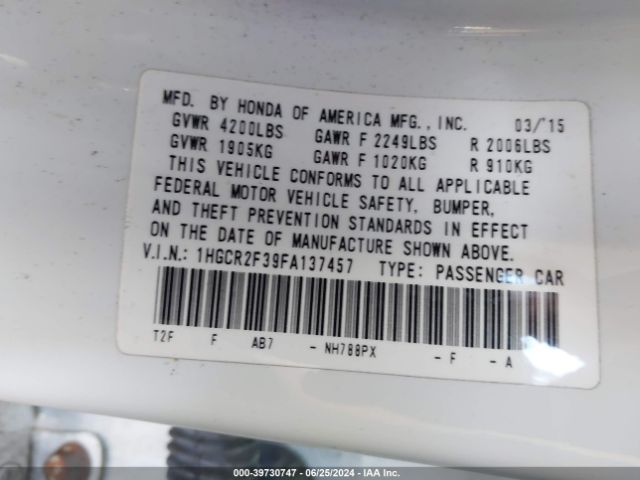 MFD. BY HONDA OF AMERICA MFG., INC. 03/'15
GVWR 4200LBS GAWR F 2249LBS R 2006LBS
GVWR 1905KG GAWR F 1020KG R 910KG
THIS VEHICLE CONFORMS TO ALL APPLICABLE
FEDERAL MOTOR VEHICLE SAFETY, BUMPER,
AND THEFT PREVENTION STANDARDS IN EFFECT
ON THE DATE OF MANUFACTURE SHOWN ABOVE.
V.I.N.: 1HGCR2F39FA137457 TYPE: PASSENGER CAR
T2F F AB7 - NH788PX - F - A
000-39730747 - 06/25/2024 - IAA Inc.